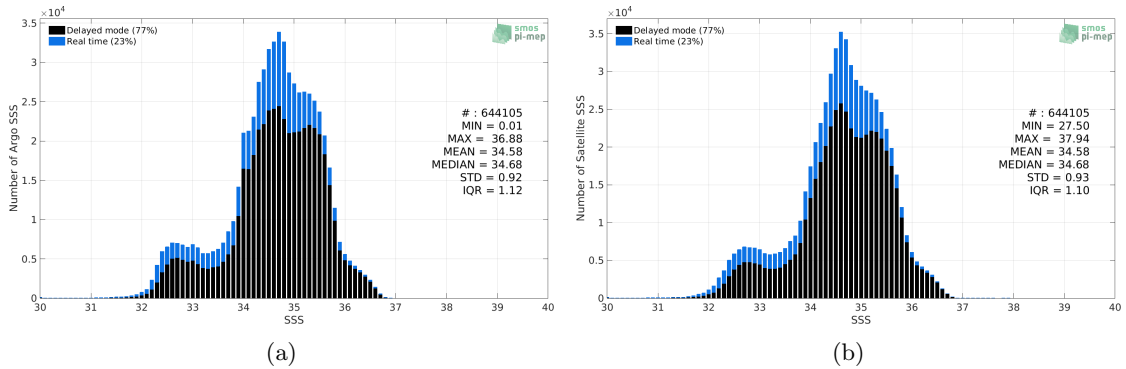 ×10⁴
Delayed mode (77%)
Real time (23%)
smos
pi-mep
3.5
3
2.5
2
1.5
1
0.5
0
Number of Argo SSS
# : 644105
MIN = 0.01
MAX = 36.88
MEAN = 34.58
MEDIAN = 34.68
STD = 0.92
IQR = 1.12
30 31 32 33 34 35 36 37 38 39 40
SSS
(a)
×10⁴
Delayed mode (77%)
Real time (23%)
smos
pi-mep
3.5
3
2.5
2
1.5
1
0.5
0
Number of Satellite SSS
# : 644105
MIN = 27.50
MAX = 37.94
MEAN = 34.58
MEDIAN = 34.68
STD = 0.93
IQR = 1.10
30 31 32 33 34 35 36 37 38 39 40
SSS
(b)